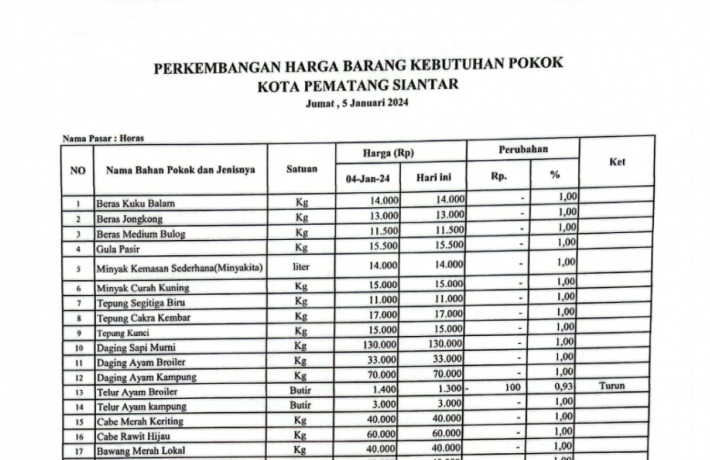 PERKEMBANGAN HARGA BARANG KEBUTUHAN POKOK
KOTA PEMATANG SIANTAR
Jumat , 5 Januari 2024
Nama Pasar : Horas
NO Nama Bahan Pokok dan Jenisnya Satuan Harga (Rp) Perubahan Ket
04-Jan-24 Hari ini Rp. %
1 Beras Kuku Balam Kg 14.000 14.000 - 1,00
2 Beras Jongkong Kg 13.000 13.000 - 1,00
3 Beras Medium Bulog Kg 11.500 11.500 - 1,00
4 Gula Pasir Kg 15.500 15.500 - 1,00
5 Minyak Kemasan Sederhana(Minyakita) liter 14.000 14.000 - 1,00
6 Minyak Curah Kuning Kg 15.000 15.000 - 1,00
7 Tepung Segitiga Biru Kg 11.000 11.000 - 1,00
8 Tepung Cakra Kembar Kg 17.000 17.000 - 1,00
9 Tepung Kunci Kg 15.000 15.000 - 1,00
10 Daging Sapi Murni Kg 130.000 130.000 - 1,00
11 Daging Ayam Broiler Kg 33.000 33.000 - 1,00
12 Daging Ayam Kampung Kg 70.000 70.000 - 1,00
13 Telur Ayam Broiler Butir 1.400 1.300 - 100 0,93 Turun
14 Telur Ayam kampung Butir 3.000 3.000 - 1,00
15 Cabe Merah Keriting Kg 40.000 40.000 - 1,00
16 Cabe Rawit Hijau Kg 60.000 60.000 - 1,00
17 Bawang Merah Lokal Kg 40.000 40.000 - 1,00